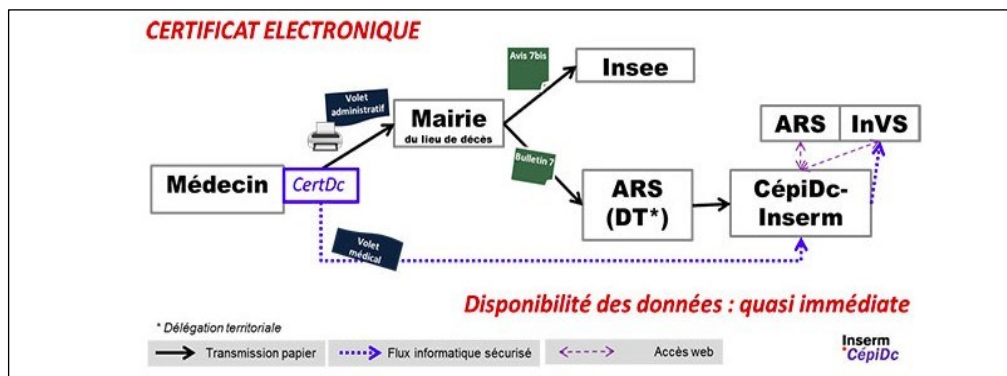 CERTIFICAT ELECTRONIQUE
Avis 7bis
Insee
Volet
administratif
Mairie
du lieu de décès
ARS
InVS
Bulletin 7
Médecin
CertDc
ARS
(DT*)
CépiDc-
Inserm
Volet
médical
Disponibilité des données : quasi immédiate
* Délégation territoriale
Transmission papier
Flux informatique sécurisé
Accès web
Inserm
CépiDc